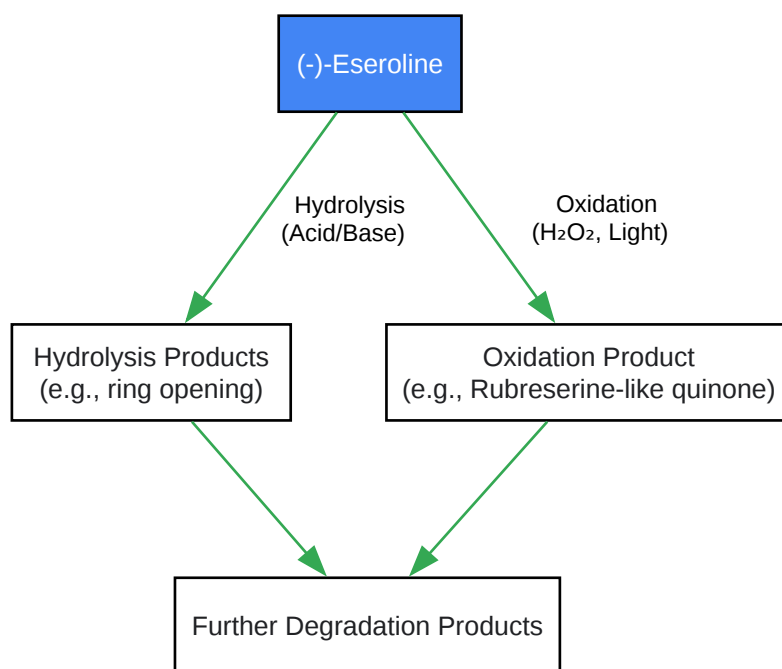 (-)-Eseroline
Hydrolysis
(Acid/Base)
Oxidation
(H₂O₂, Light)
Hydrolysis Products
(e.g., ring opening)
Oxidation Product
(e.g., Rubreserine-like quinone)
Further Degradation Products